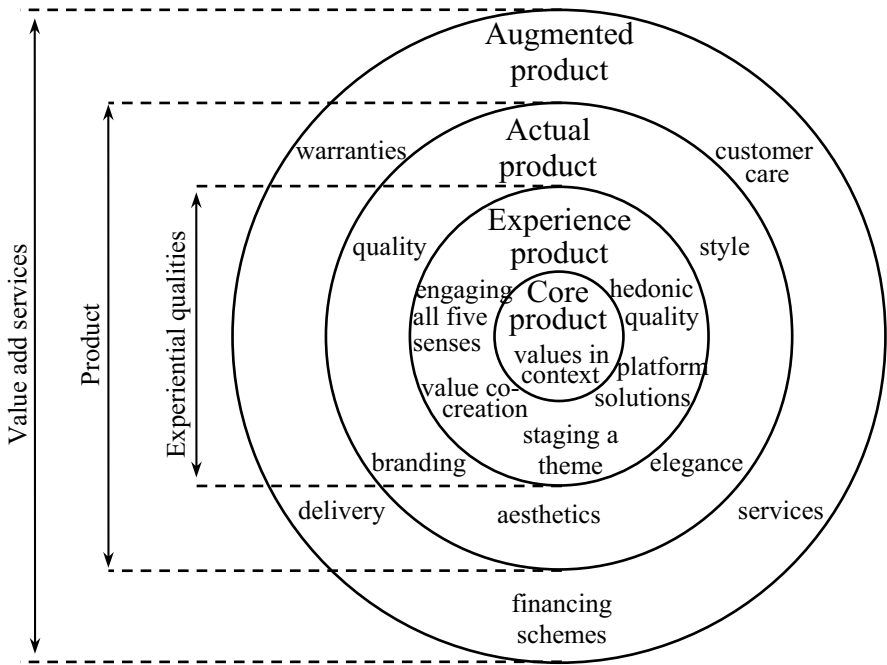 Augmented
product
Actual
product
warranties
customer
care
Experience
product
quality
style
engaging
all five
senses
Core
product
hedonic
quality
values in
context
platform
solutions
value co-
creation
staging a
theme
branding
elegance
delivery
aesthetics
services
financing
schemes
Value add services
Product
Experiential qualities